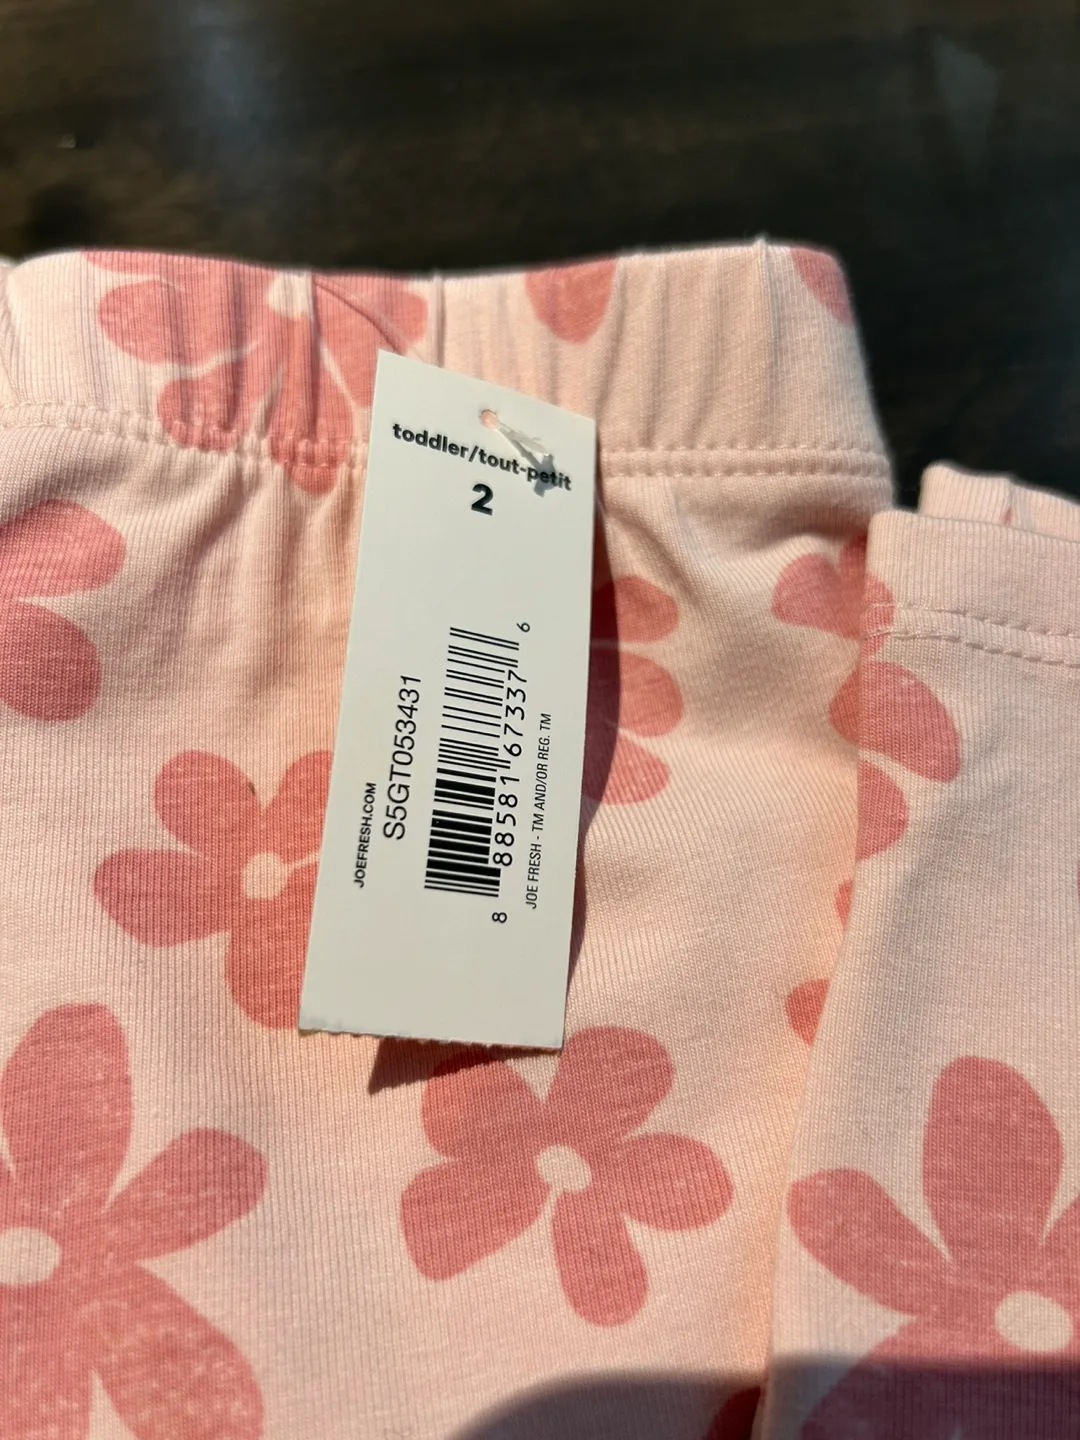 toddler/tout-petit
2
JOEFRESH.COM
S5GT053431
8 88581 67337 6
JOE FRESH - TM AND/OR REG. TM